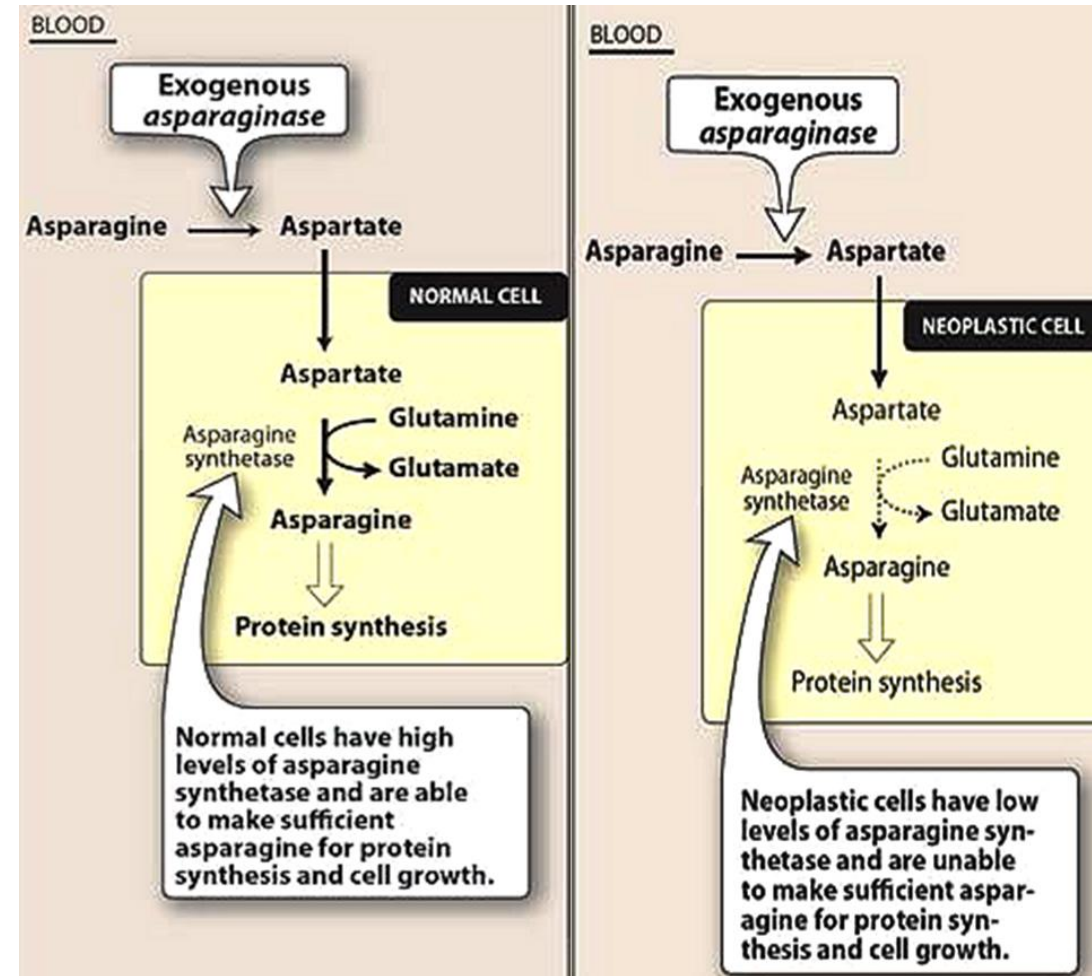 BLOOD
Exogenous
asparaginase
Asparagine
Aspartate
NORMAL CELL
Aspartate
Asparagine
synthetase
Glutamine
Glutamate
Asparagine
Protein synthesis
Normal cells have high
levels of asparagine
synthetase and are able
to make sufficient
asparagine for protein
synthesis and cell growth.
BLOOD
Exogenous
asparaginase
Asparagine
Aspartate
NEOPLASTIC CELL
Aspartate
Asparagine
synthetase
Glutamine
Glutamate
Asparagine
Protein synthesis
Neoplastic cells have low
levels of asparagine syn-
thetase and are unable
to make sufficient aspar-
agine for protein syn-
thesis and cell growth.